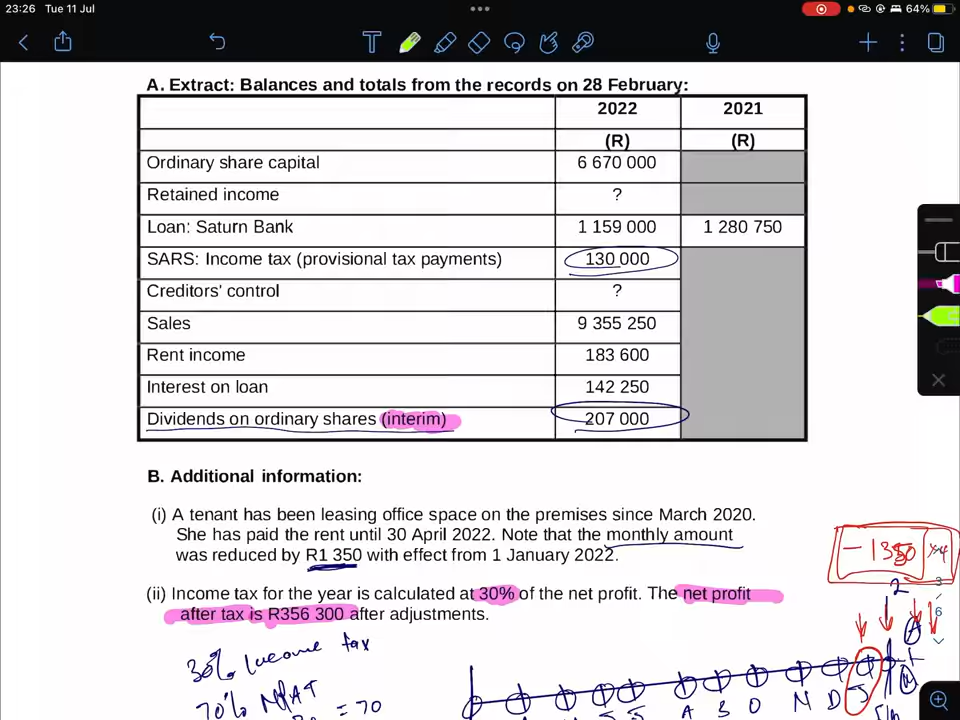 23:26 Tue 11 Jul
64%
A. Extract: Balances and totals from the records on 28 February:
2022 2021
(R) (R)
Ordinary share capital 6 670 000
Retained income ?
Loan: Saturn Bank 1 159 000 1 280 750
SARS: Income tax (provisional tax payments) 130 000
Creditors' control ?
Sales 9 355 250
Rent income 183 600
Interest on loan 142 250
Dividends on ordinary shares (interim) 207 000
B. Additional information:
(i) A tenant has been leasing office space on the premises since March 2020.
She has paid the rent until 30 April 2022. Note that the monthly amount
was reduced by R1 350 with effect from 1 January 2022.
-1350 x4
2
(ii) Income tax for the year is calculated at 30% of the net profit. The net profit
after tax is R356 300 after adjustments.
30% Income tax
70% NPAT
= 70
A S O N D J